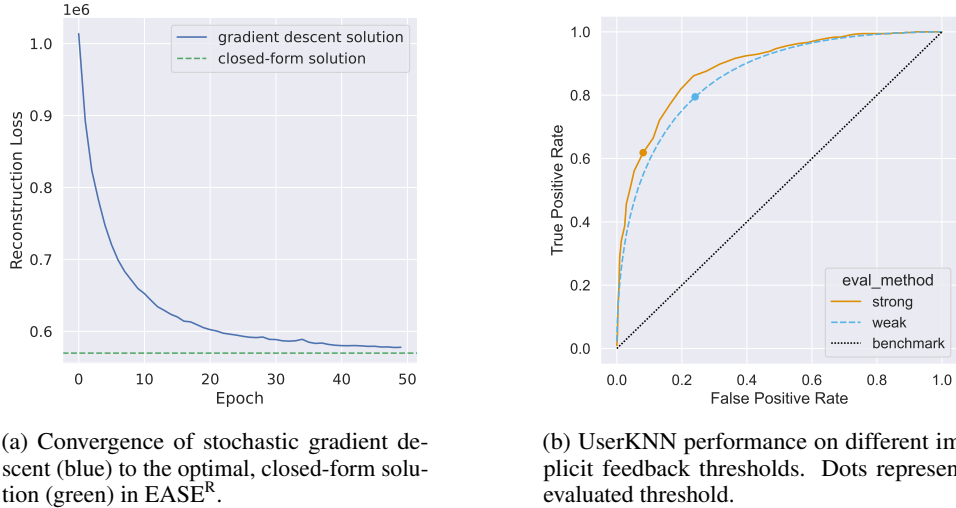 1e6
1.0
0.9
0.8
0.7
0.6
Reconstruction Loss
gradient descent solution
closed-form solution
0 10 20 30 40 50
Epoch
(a) Convergence of stochastic gradient de-
scent (blue) to the optimal, closed-form solu-
tion (green) in EASE^R.
1.0
0.8
0.6
0.4
0.2
0.0
True Positive Rate
eval_method
strong
weak
benchmark
0.0 0.2 0.4 0.6 0.8 1.0
False Positive Rate
(b) UserKNN performance on different im
plicit feedback thresholds. Dots represen
evaluated threshold.